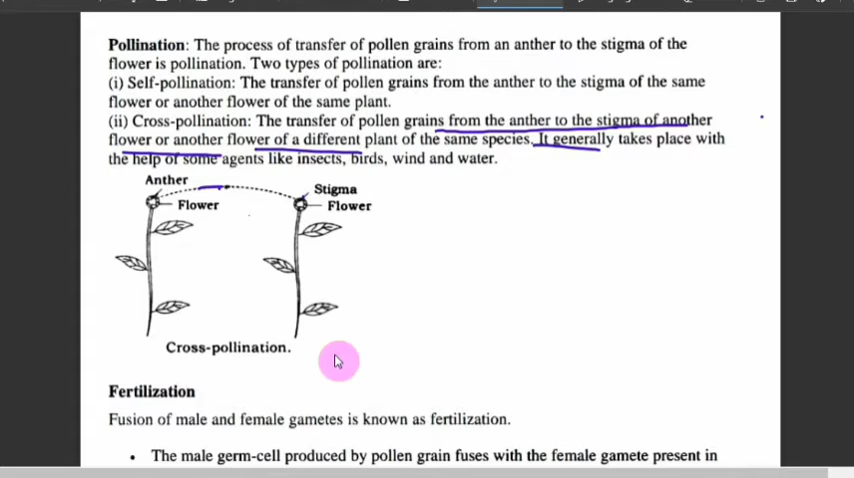 Pollination: The process of transfer of pollen grains from an anther to the stigma of the
flower is pollination. Two types of pollination are:
(i) Self-pollination: The transfer of pollen grains from the anther to the stigma of the same
flower or another flower of the same plant.
(ii) Cross-pollination: The transfer of pollen grains from the anther to the stigma of another
flower or another flower of a different plant of the same species. It generally takes place with
the help of some agents like insects, birds, wind and water.
Anther
Stigma
Flower
Flower
Cross-pollination.
Fertilization
Fusion of male and female gametes is known as fertilization.
• The male germ-cell produced by pollen grain fuses with the female gamete present in